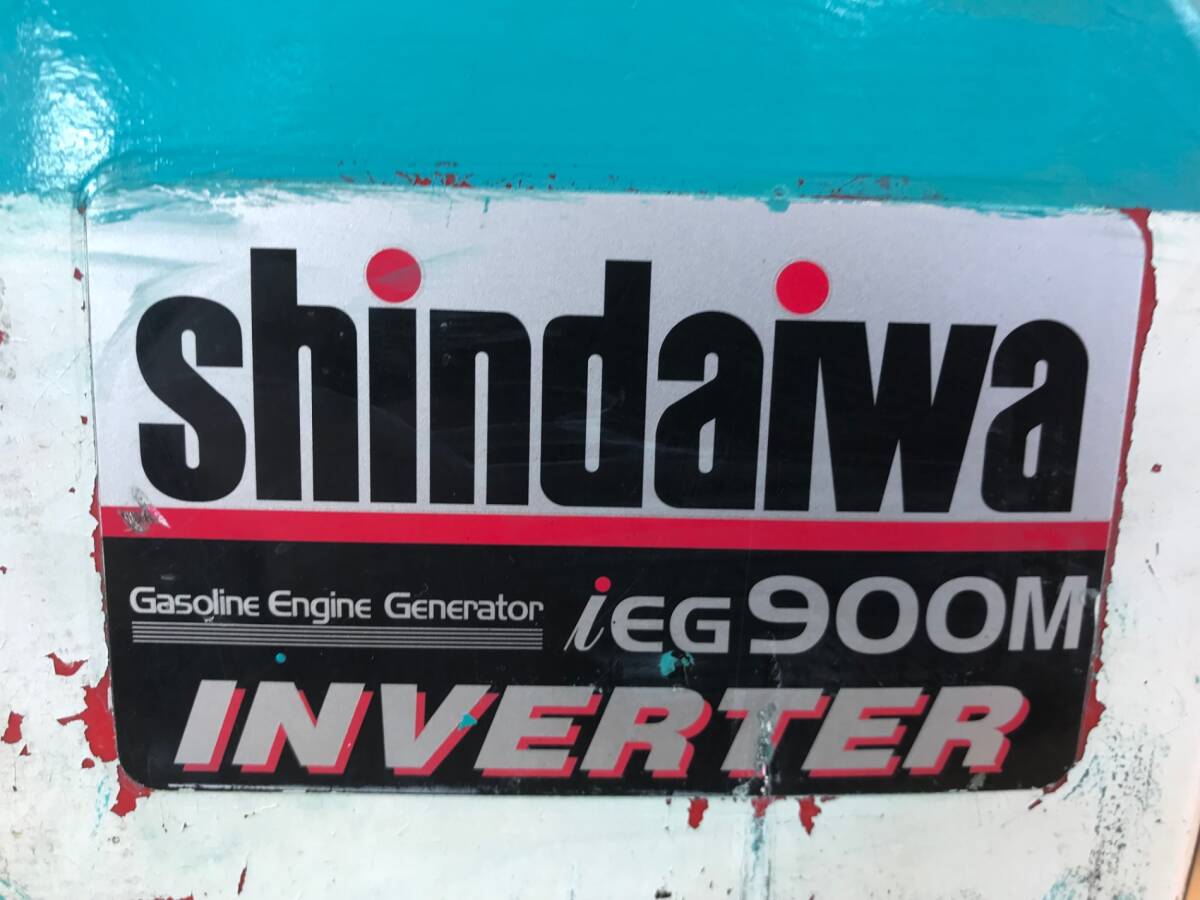 shindaiwa
Gasoline Engine Generator iEG900M
INVERTER